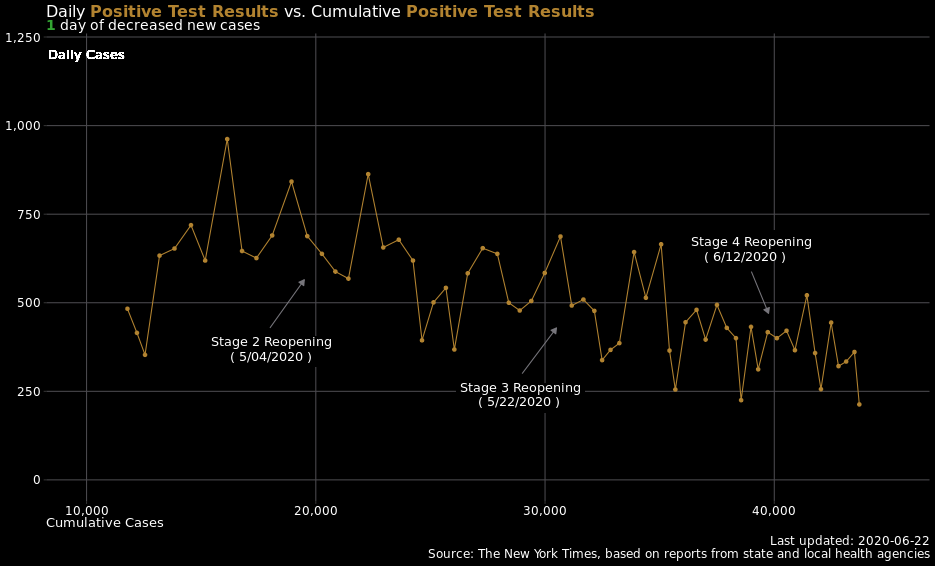 Daily Positive Test Results vs. Cumulative Positive Test Results
1 day of decreased new cases
1,250
Daily Cases
1,000
750
Stage 4 Reopening
( 6/12/2020 )
500
Stage 2 Reopening
( 5/04/2020 )
Stage 3 Reopening
( 5/22/2020 )
250
0
10,000 20,000 30,000 40,000
Cumulative Cases
Last updated: 2020-06-22
Source: The New York Times, based on reports from state and local health agencies